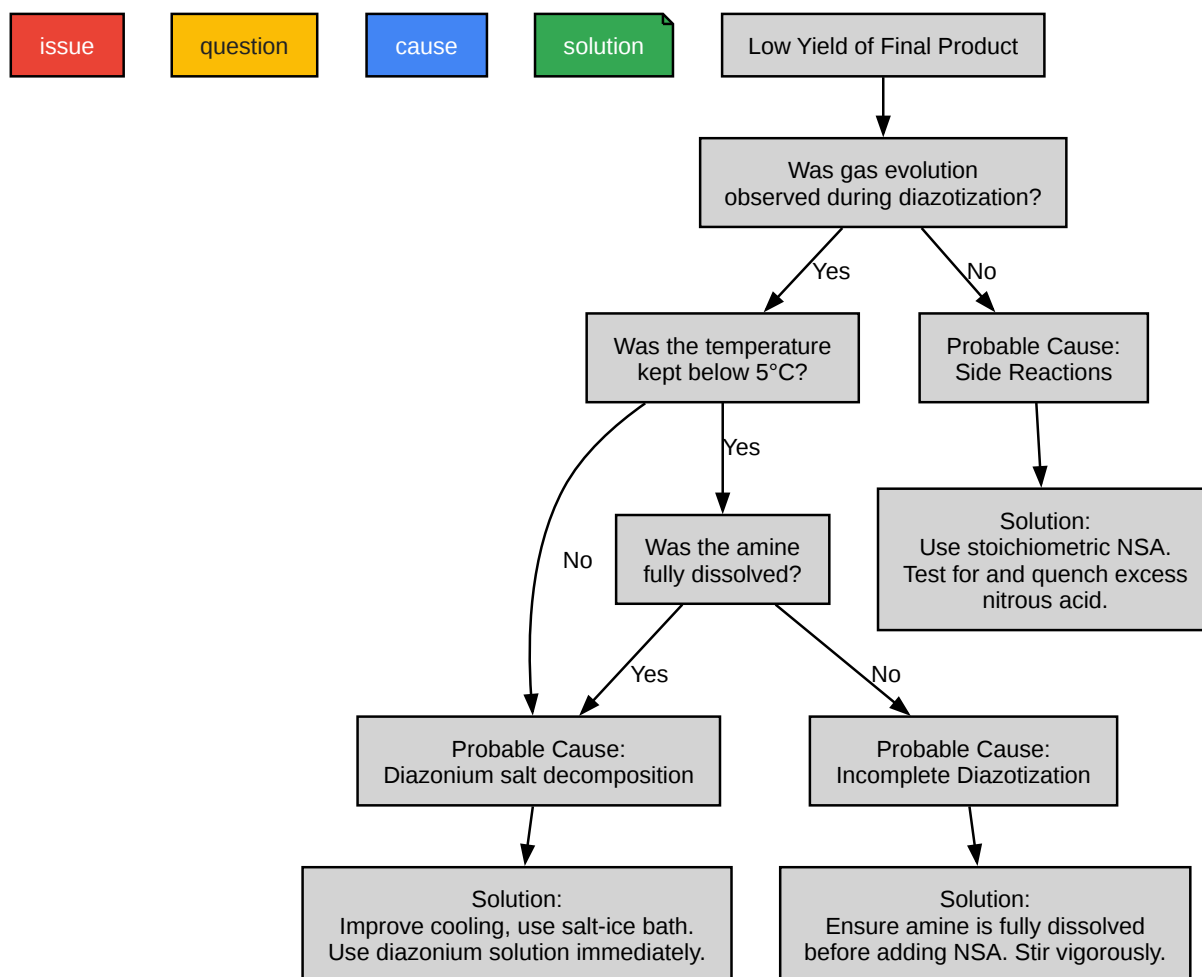 issue
question
cause
solution
Low Yield of Final Product
Was gas evolution
observed during diazotization?
Yes
No
Was the temperature
kept below 5°C?
Probable Cause:
Side Reactions
Yes
No
Was the amine
fully dissolved?
Solution:
Use stoichiometric NSA.
Test for and quench excess
nitrous acid.
Yes
No
Probable Cause:
Diazonium salt decomposition
Probable Cause:
Incomplete Diazotization
Solution:
Improve cooling, use salt-ice bath.
Use diazonium solution immediately.
Solution:
Ensure amine is fully dissolved
before adding NSA. Stir vigorously.